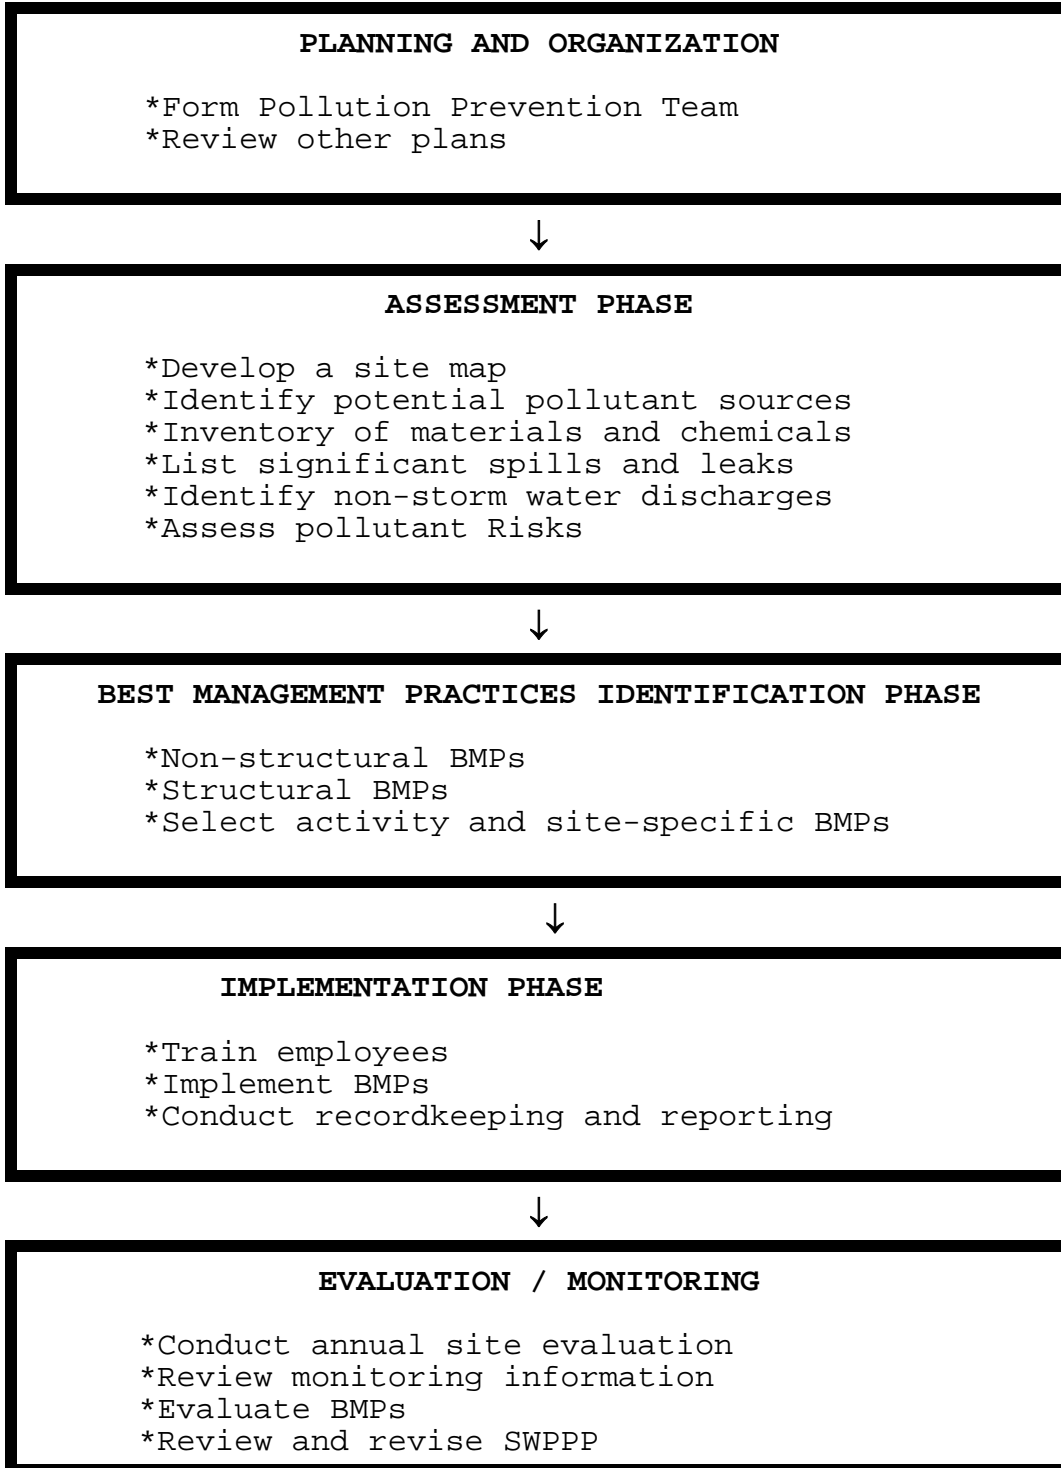 PLANNING AND ORGANIZATION
*Form Pollution Prevention Team
*Review other plans
↓
ASSESSMENT PHASE
*Develop a site map
*Identify potential pollutant sources
*Inventory of materials and chemicals
*List significant spills and leaks
*Identify non-storm water discharges
*Assess pollutant Risks
↓
BEST MANAGEMENT PRACTICES IDENTIFICATION PHASE
*Non-structural BMPs
*Structural BMPs
*Select activity and site-specific BMPs
↓
IMPLEMENTATION PHASE
*Train employees
*Implement BMPs
*Conduct recordkeeping and reporting
↓
EVALUATION / MONITORING
*Conduct annual site evaluation
*Review monitoring information
*Evaluate BMPs
*Review and revise SWPPP